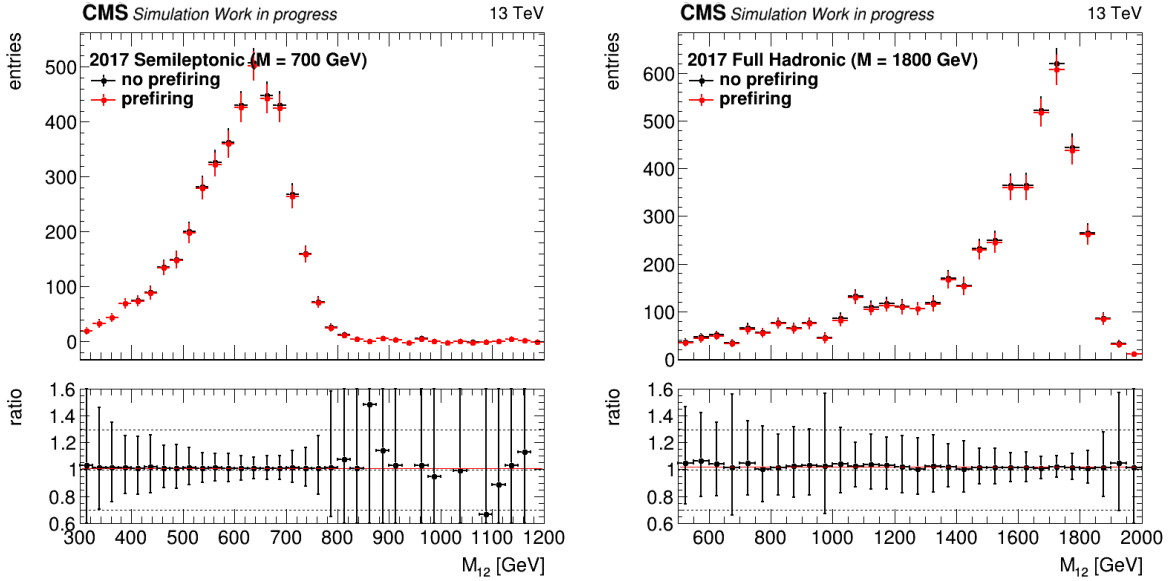 CMS Simulation Work in progress 13 TeV
entries
2017 Semileptonic (M = 700 GeV)
no prefiring
prefiring
500
400
300
200
100
0
ratio
1.6
1.4
1.2
1
0.8
0.6
300 400 500 600 700 800 900 1000 1100 1200
M12 [GeV]
CMS Simulation Work in progress 13 TeV
entries
2017 Full Hadronic (M = 1800 GeV)
no prefiring
prefiring
600
500
400
300
200
100
0
ratio
1.6
1.4
1.2
1
0.8
0.6
600 800 1000 1200 1400 1600 1800 2000
M12 [GeV]